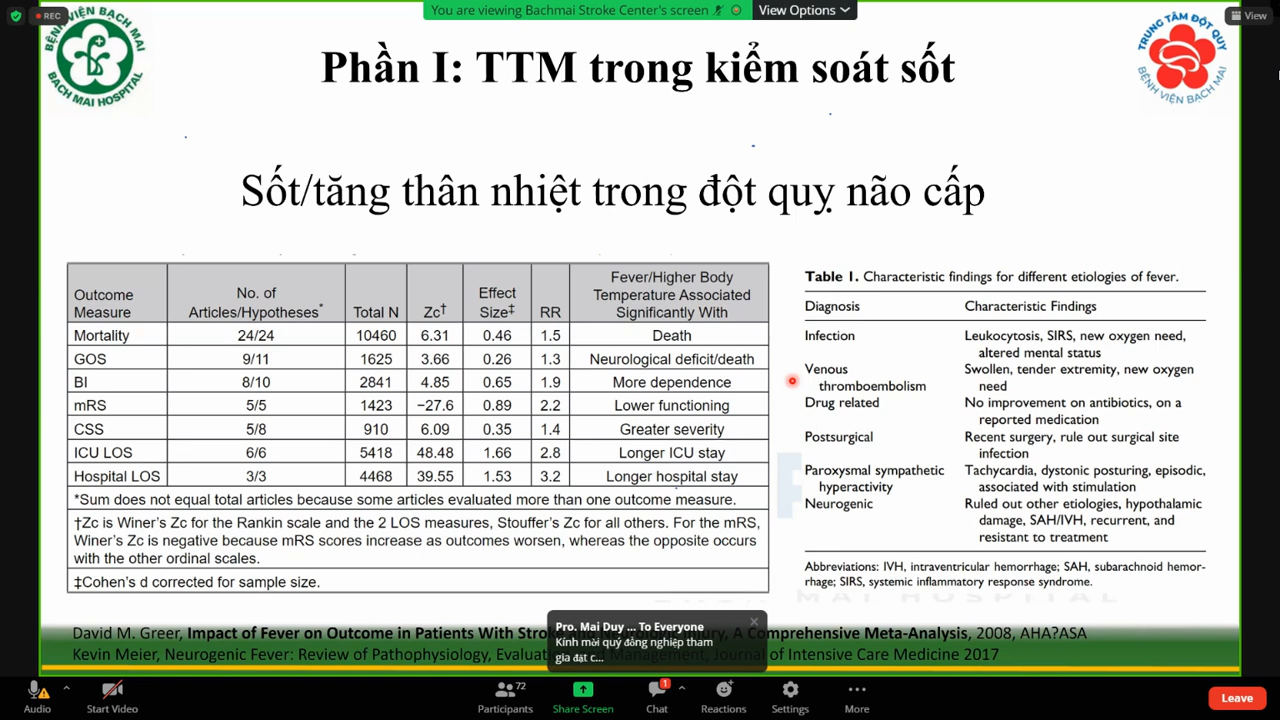 REC
You are viewing Bachmai Stroke Center's screen
View Options
View
BỆNH VIỆN BẠCH MAI
BACH MAI HOSPITAL
TRUNG TÂM ĐỘT QUỴ
BỆNH VIỆN BẠCH MAI
Phần I: TTM trong kiểm soát sốt
Sốt/tăng thân nhiệt trong đột quỵ não cấp
Outcome Measure No. of Articles/Hypotheses* Total N Zc† Effect Size‡ RR Fever/Higher Body Temperature Associated Significantly With
Mortality 24/24 10460 6.31 0.46 1.5 Death
GOS 9/11 1625 3.66 0.26 1.3 Neurological deficit/death
BI 8/10 2841 4.85 0.65 1.9 More dependence
mRS 5/5 1423 −27.6 0.89 2.2 Lower functioning
CSS 5/8 910 6.09 0.35 1.4 Greater severity
ICU LOS 6/6 5418 48.48 1.66 2.8 Longer ICU stay
Hospital LOS 3/3 4468 39.55 1.53 3.2 Longer hospital stay
*Sum does not equal total articles because some articles evaluated more than one outcome measure.
†Zc is Winer's Zc for the Rankin scale and the 2 LOS measures, Stouffer's Zc for all others. For the mRS,
Winer's Zc is negative because mRS scores increase as outcomes worsen, whereas the opposite occurs
with the other ordinal scales.
‡Cohen's d corrected for sample size.
Table 1. Characteristic findings for different etiologies of fever.
Diagnosis Characteristic Findings
Infection Leukocytosis, SIRS, new oxygen need,
altered mental status
Venous Swollen, tender extremity, new oxygen
thromboembolism need
Drug related No improvement on antibiotics, on a
reported medication
Postsurgical Recent surgery, rule out surgical site
infection
Paroxysmal sympathetic Tachycardia, dystonic posturing, episodic,
hyperactivity associated with stimulation
Neurogenic Ruled out other etiologies, hypothalamic
damage, SAH/IVH, recurrent, and
resistant to treatment
Abbreviations: IVH, intraventricular hemorrhage; SAH, subarachnoid hemor-
rhage; SIRS, systemic inflammatory response syndrome.
David M. Greer, Impact of Fever on Outcome in Patients With Stroke A Comprehensive Meta-Analysis, 2008, AHA?ASA
Kevin Meier, Neurogenic Fever: Review of Pathophysiology, Journal of Intensive Care Medicine 2017
Pro. Mai Duy ... To Everyone
Kính mời quý đồng nghiệp tham
gia đặt c...
Audio
Start Video
72
Participants
Share Screen
1
Chat
Reactions
Settings
More
Leave